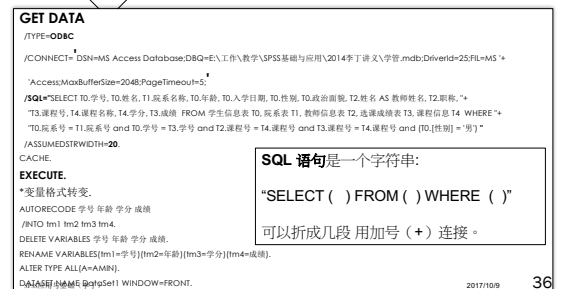 GET DATA
/TYPE=ODBC
/CONNECT='DSN=MS Access Database;DBQ=E:\工作\教学\SPSS基础与应用\2014李丁讲义\学管.mdb;DriverId=25;FIL=MS '+
'Access;MaxBufferSize=2048;PageTimeout=5;'
/SQL="SELECT T0.学号, T0.姓名, T1.院系名称, T0.年龄, T0.入学日期, T0.性别, T0.政治面貌, T2.姓名 AS 教师姓名, T2.职称, "+
"T3.课程号, T4.课程名称, T4.学分, T3.成绩 FROM 学生信息表 T0, 院系表 T1, 教师信息表 T2, 选课成绩表 T3, 课程信息 T4 WHERE "+
"T0.院系号 = T1.院系号 and T0.学号 = T3.学号 and T2.课程号 = T4.课程号 and T3.课程号 = T4.课程号 and (T0.[性别] = '男') "
/ASSUMEDSTRWIDTH=20.
CACHE.
EXECUTE.
*变量格式转变.
AUTORECODE 学号 年龄 学分 成绩
/INTO tm1 tm2 tm3 tm4.
DELETE VARIABLES 学号 年龄 学分 成绩.
RENAME VARIABLES(tm1=学号)(tm2=年龄)(tm3=学分)(tm4=成绩).
ALTER TYPE ALL(A=AMIN).
DATASET NAME DataSet1 WINDOW=FRONT.
SQL 语句是一个字符串:
“SELECT ( ) FROM ( ) WHERE ( )”
可以折成几段 用加号（+）连接。
2017/10/9
36